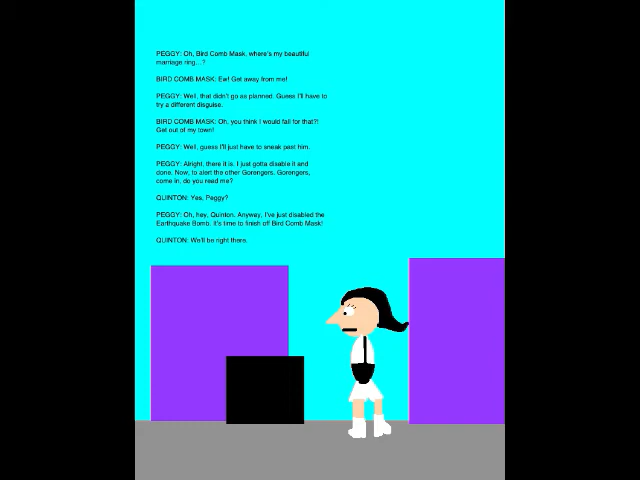 PEGGY: Oh, Bird Comb Mask, where's my beautiful
marriage ring...?
BIRD COMB MASK: Ew! Get away from me!
PEGGY: Well, that didn't go as planned. Guess I'll have to
try a different disguise.
BIRD COMB MASK: Oh, you think I would fall for that?!
Get out of my town!
PEGGY: Well, guess I'll just have to sneak past him.
PEGGY: Alright, there it is. I just gotta disable it and
done. Now, to alert the other Gorengers. Gorengers,
come in, do you read me?
QUINTON: Yes, Peggy?
PEGGY: Oh, hey, Quinton. Anyway, I've just disabled the
Earthquake Bomb. It's time to finish off Bird Comb Mask!
QUINTON: We'll be right there.